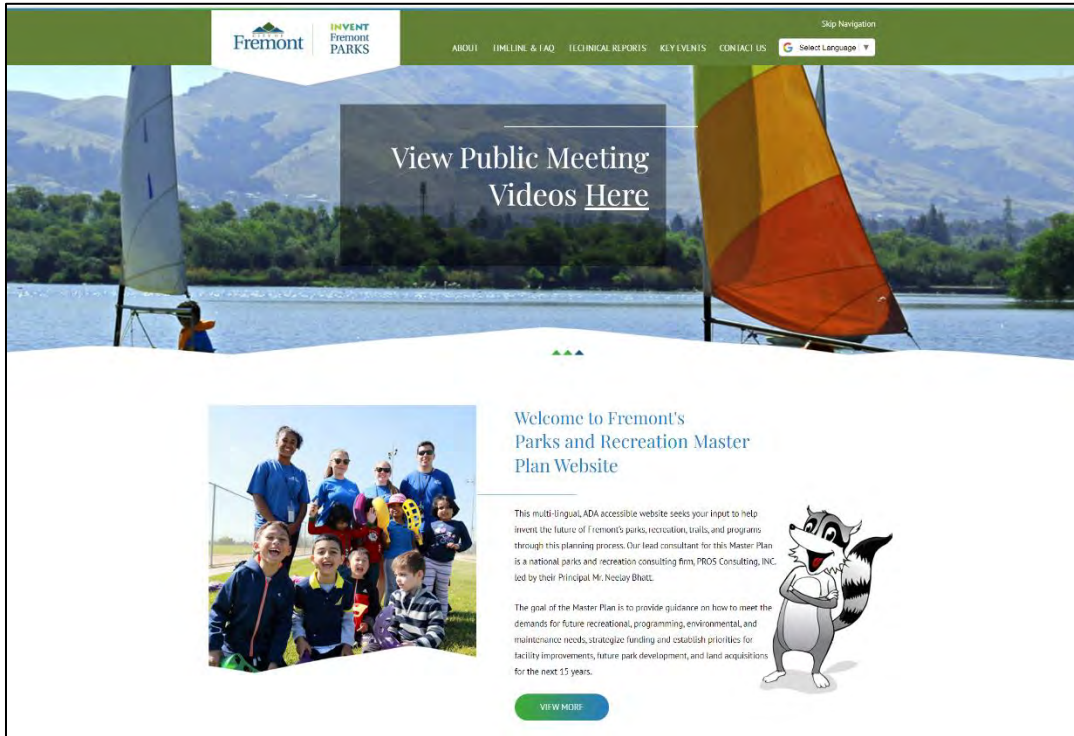 Skip Navigation
CITY OF
Fremont
INVENT
Fremont
PARKS
ABOUT TIMELINE & FAQ TECHNICAL REPORTS KEY EVENTS CONTACT US G Select Language ▼
View Public Meeting
Videos Here
Welcome to Fremont's
Parks and Recreation Master
Plan Website
This multi-lingual, ADA accessible website seeks your input to help
invent the future of Fremont's parks, recreation, trails, and programs
through this planning process. Our lead consultant for this Master Plan
is a national parks and recreation consulting firm, PROS Consulting, INC.
led by their Principal Mr. Neelay Bhatt.
The goal of the Master Plan is to provide guidance on how to meet the
demands for future recreational, programming, environmental, and
maintenance needs, strategize funding and establish priorities for
facility improvements, future park development, and land acquisitions
for the next 15 years.
VIEW MORE